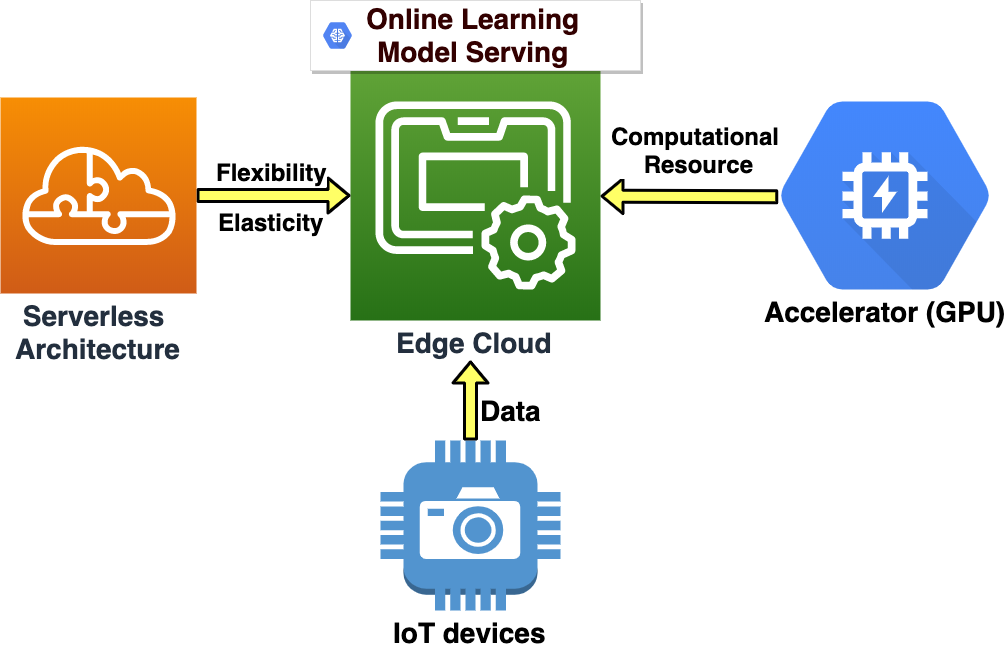 Online Learning
Model Serving
Flexibility
Elasticity
Computational
Resource
Serverless
Architecture
Edge Cloud
Accelerator (GPU)
Data
IoT devices